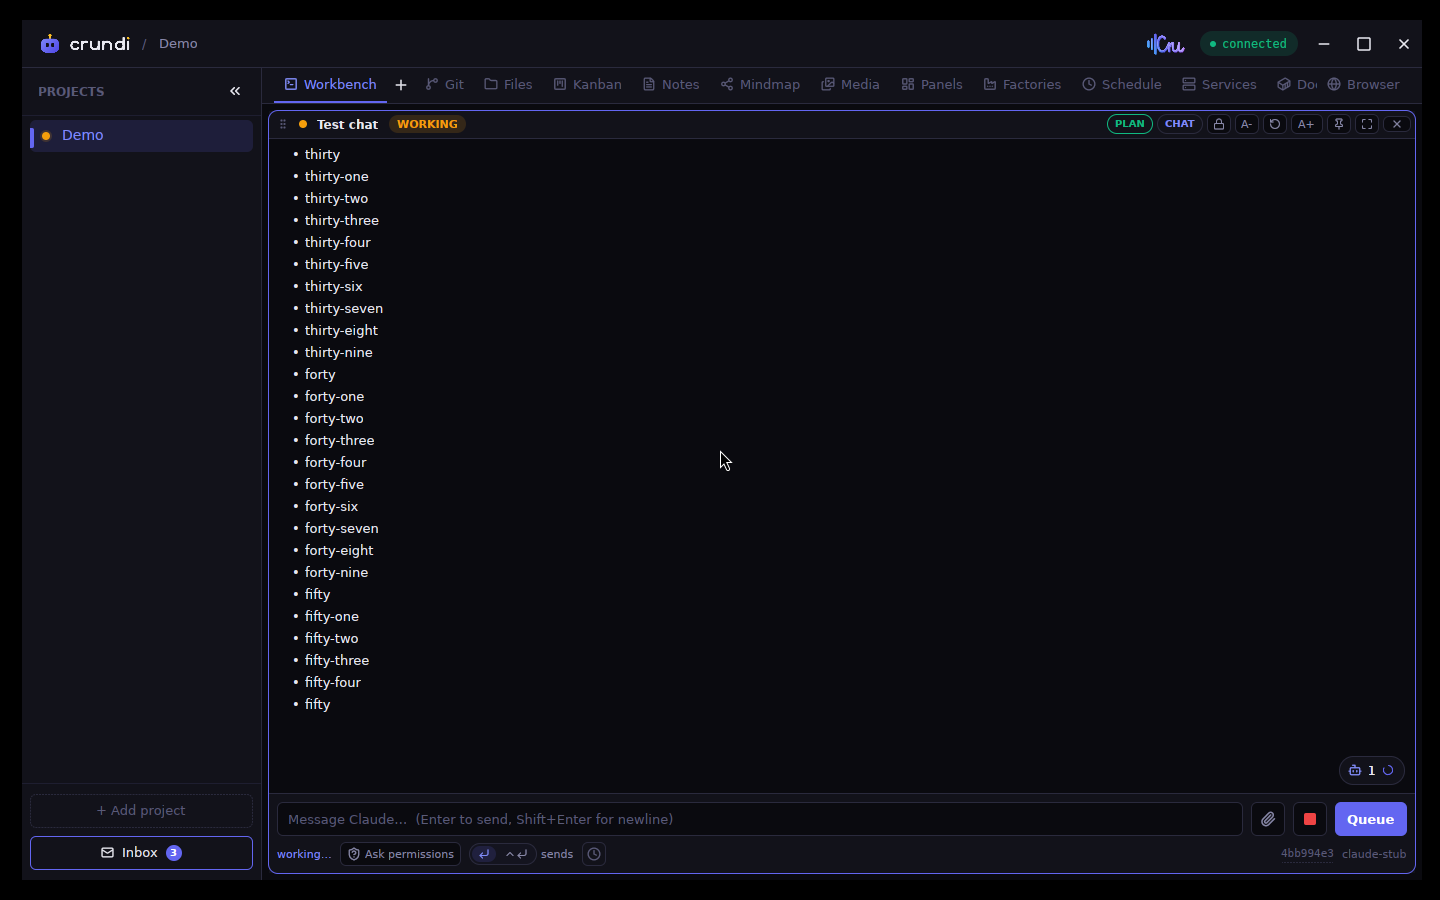 crundi / Demo
Cru
connected
PROJECTS
Workbench
Git
Files
Kanban
Notes
Mindmap
Media
Panels
Factories
Schedule
Services
Do
Browser
Demo
Test chat WORKING
PLAN CHAT A- A+
• thirty
• thirty-one
• thirty-two
• thirty-three
• thirty-four
• thirty-five
• thirty-six
• thirty-seven
• thirty-eight
• thirty-nine
• forty
• forty-one
• forty-two
• forty-three
• forty-four
• forty-five
• forty-six
• forty-seven
• forty-eight
• forty-nine
• fifty
• fifty-one
• fifty-two
• fifty-three
• fifty-four
• fifty
1
Message Claude... (Enter to send, Shift+Enter for newline)
Queue
working... Ask permissions sends
4bb994e3 claude-stub
+ Add project
Inbox 3